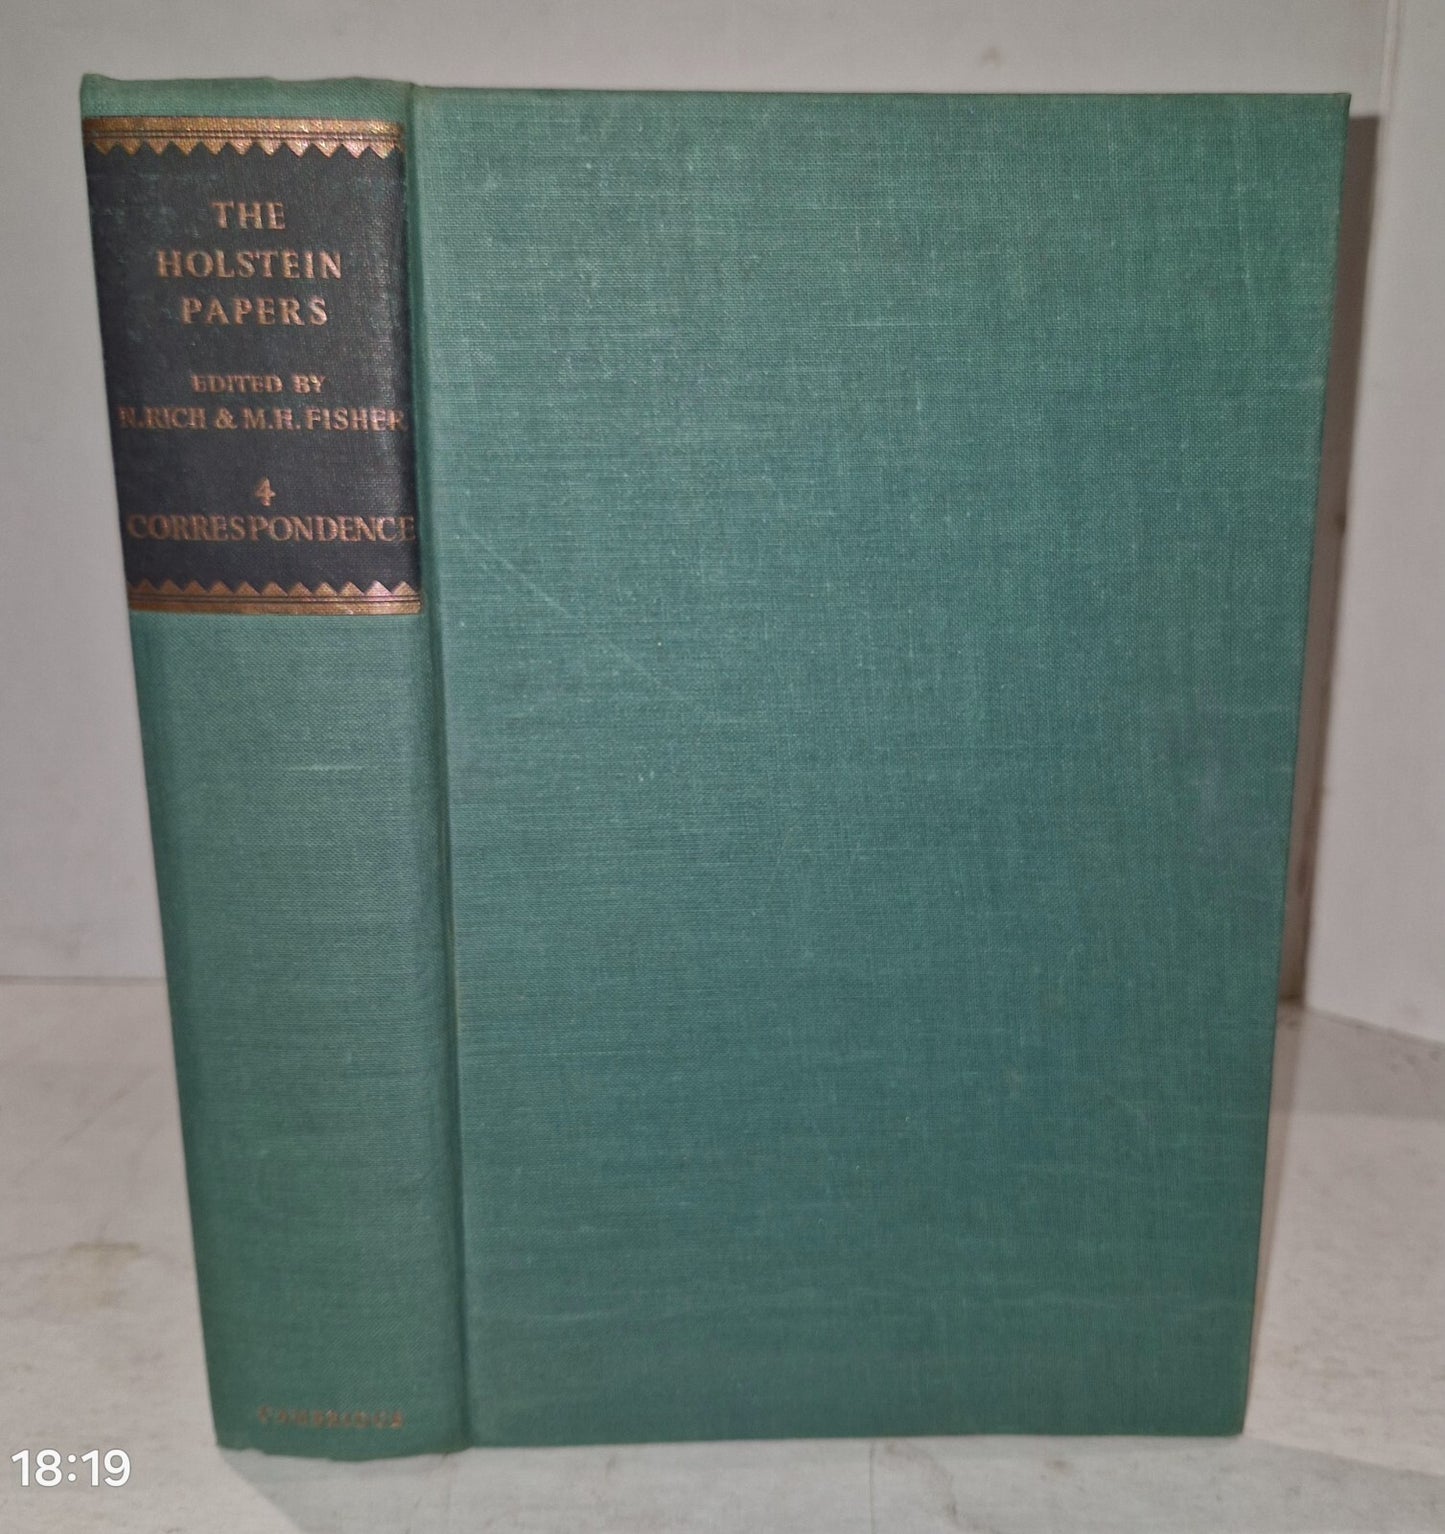 THE
HOLSTEIN
PAPERS
EDITED BY
N.RICH & M.H.FISHER
4
CORRESPONDENCE
CAMBRIDGE
18:19